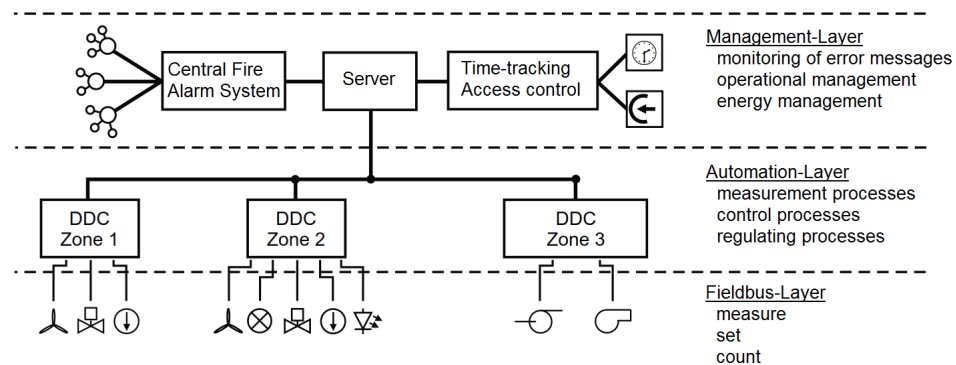 Central Fire
Alarm System
Server
Time-tracking
Access control
Management-Layer
monitoring of error messages
operational management
energy management
DDC
Zone 1
DDC
Zone 2
DDC
Zone 3
Automation-Layer
measurement processes
control processes
regulating processes
Fieldbus-Layer
measure
set
count